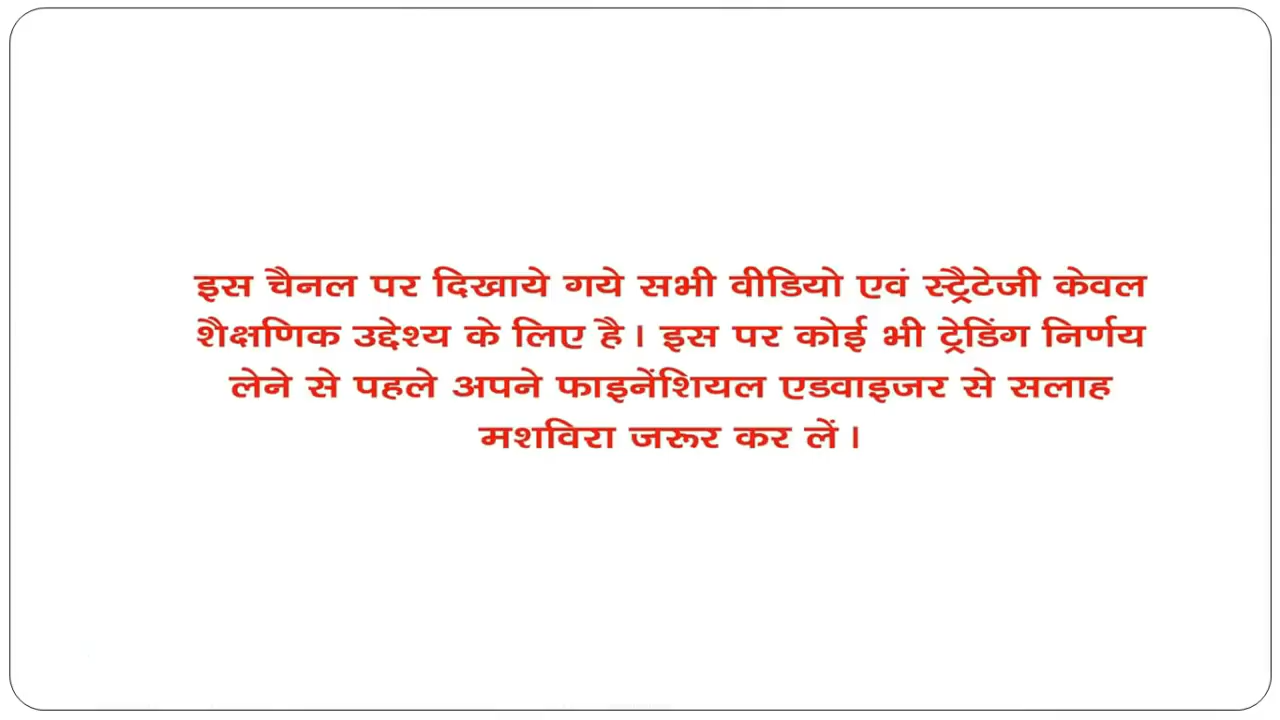 इस चैनल पर दिखाये गये सभी वीडियो एवं स्ट्रैटेजी केवल
शैक्षणिक उद्देश्य के लिए है। इस पर कोई भी ट्रेडिंग निर्णय
लेने से पहले अपने फाइनेंशियल एडवाइजर से सलाह
मशविरा जरूर कर लें।